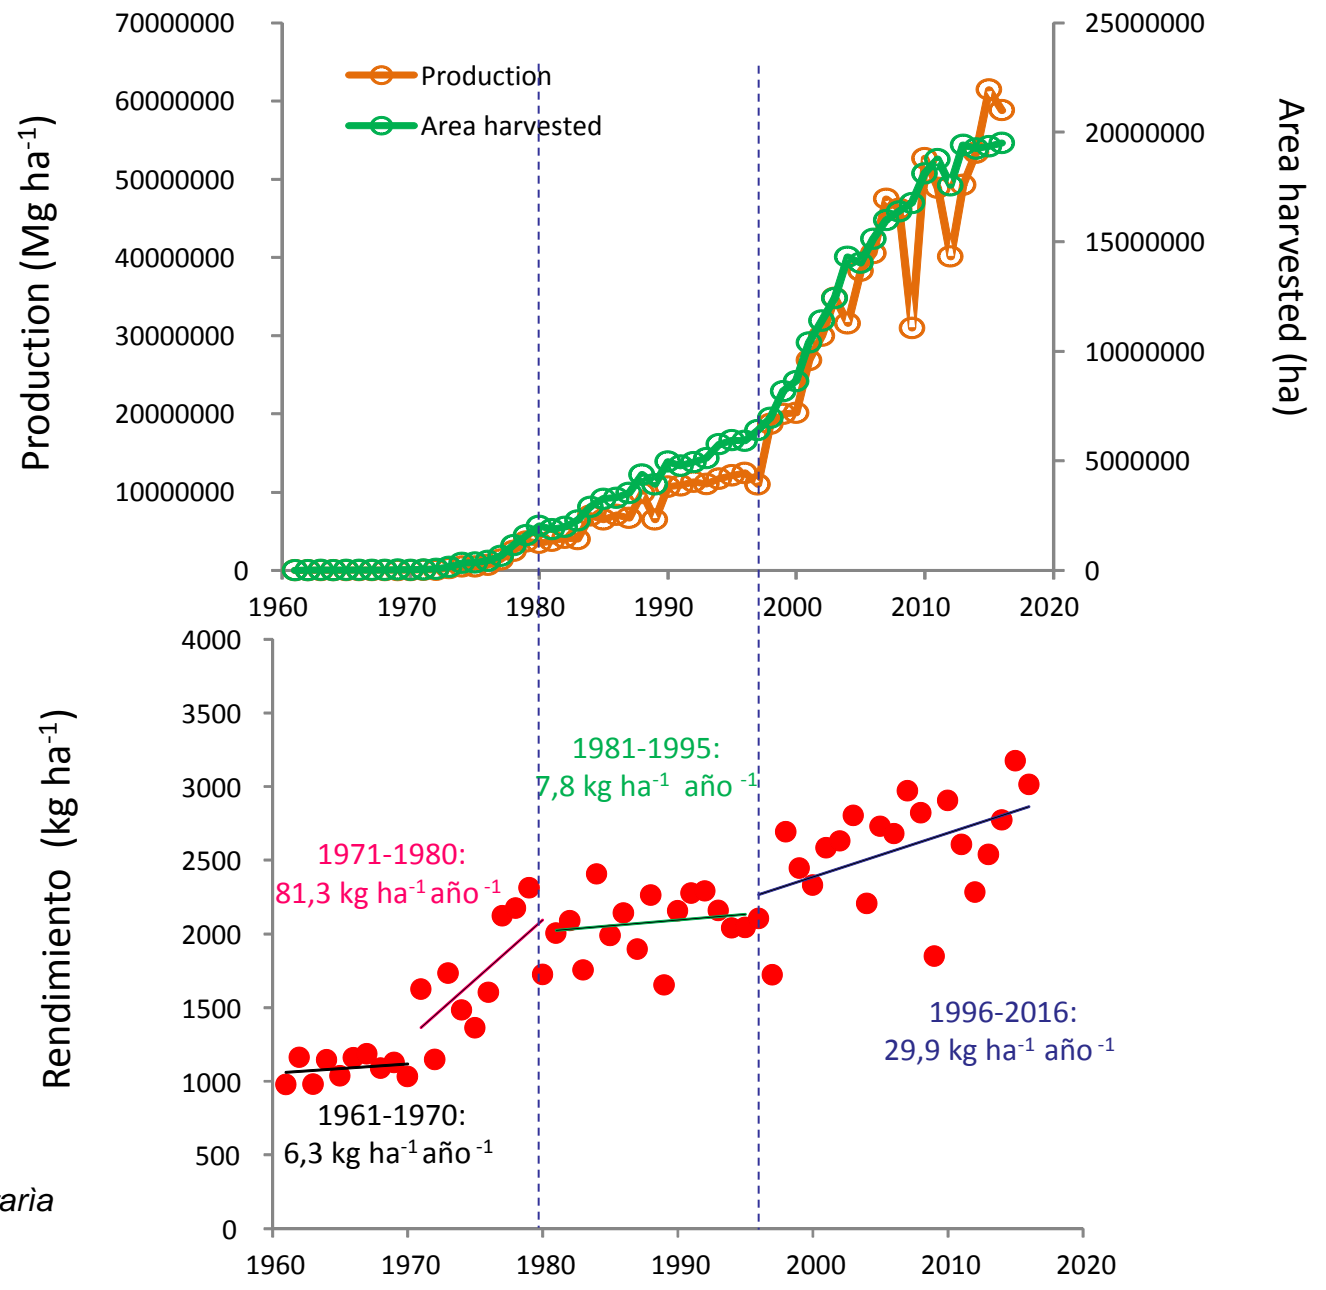 70000000
60000000
50000000
40000000
30000000
20000000
10000000
0
Production (Mg ha-1)
Production
Area harvested
25000000
20000000
15000000
10000000
5000000
0
Area harvested (ha)
1960 1970 1980 1990 2000 2010 2020
4000
3500
3000
2500
2000
1500
1000
500
0
Rendimiento (kg ha-1)
1981-1995:
7,8 kg ha-1 año -1
1971-1980:
81,3 kg ha-1 año -1
1996-2016:
29,9 kg ha-1 año -1
1961-1970:
6,3 kg ha-1 año -1
1960 1970 1980 1990 2000 2010 2020